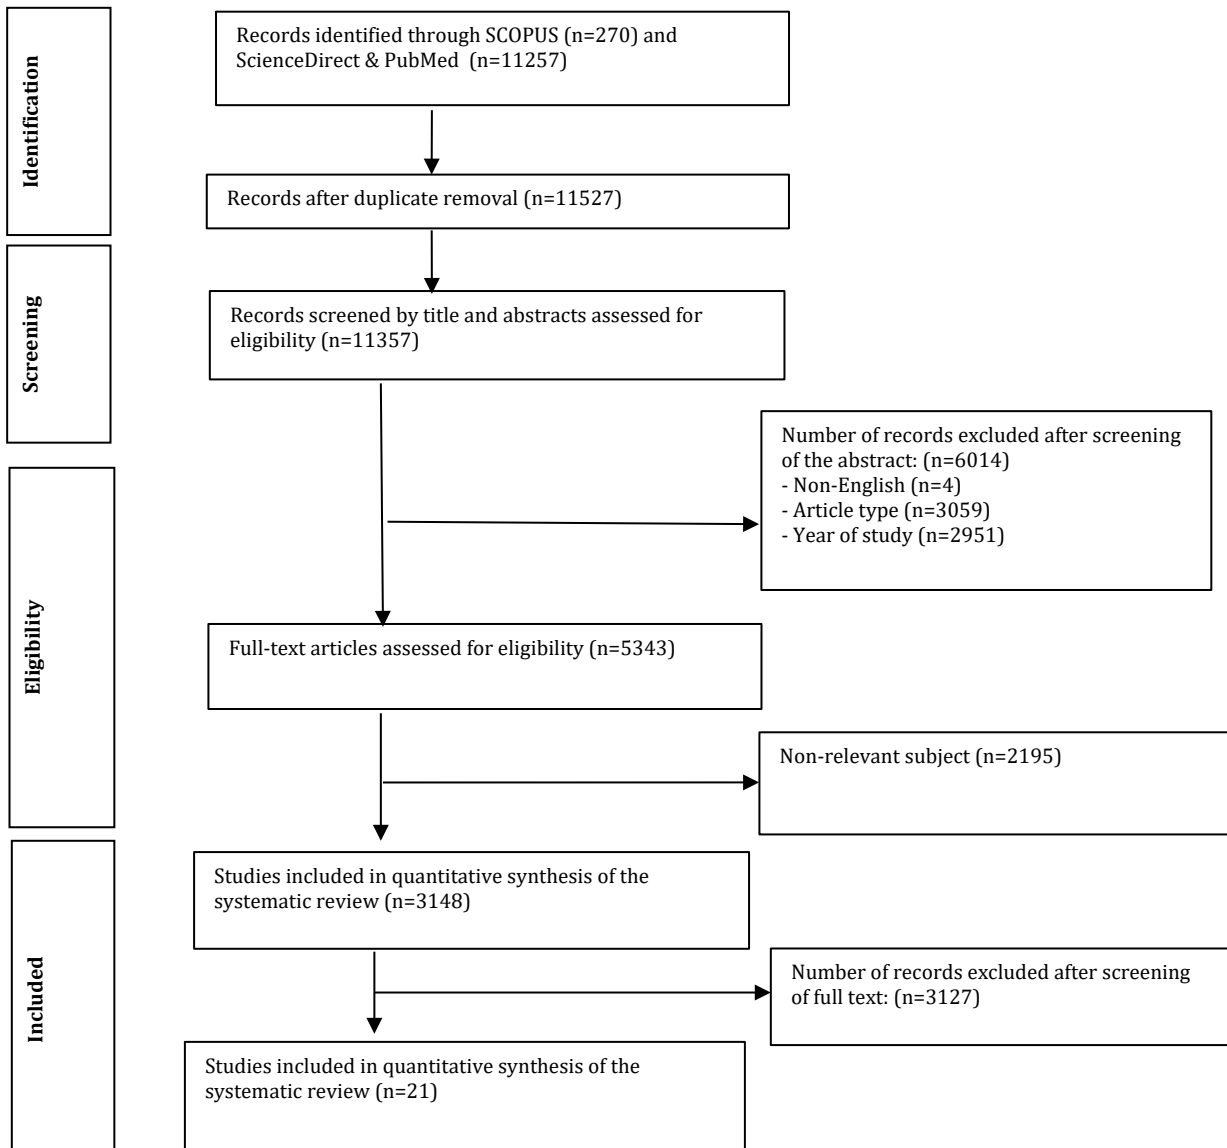 Identification
Records identified through SCOPUS (n=270) and
ScienceDirect & PubMed (n=11257)
Records after duplicate removal (n=11527)
Screening
Records screened by title and abstracts assessed for
eligibility (n=11357)
Number of records excluded after screening
of the abstract: (n=6014)
- Non-English (n=4)
- Article type (n=3059)
- Year of study (n=2951)
Eligibility
Full-text articles assessed for eligibility (n=5343)
Non-relevant subject (n=2195)
Included
Studies included in quantitative synthesis of the
systematic review (n=3148)
Number of records excluded after screening
of full text: (n=3127)
Studies included in quantitative synthesis of the
systematic review (n=21)